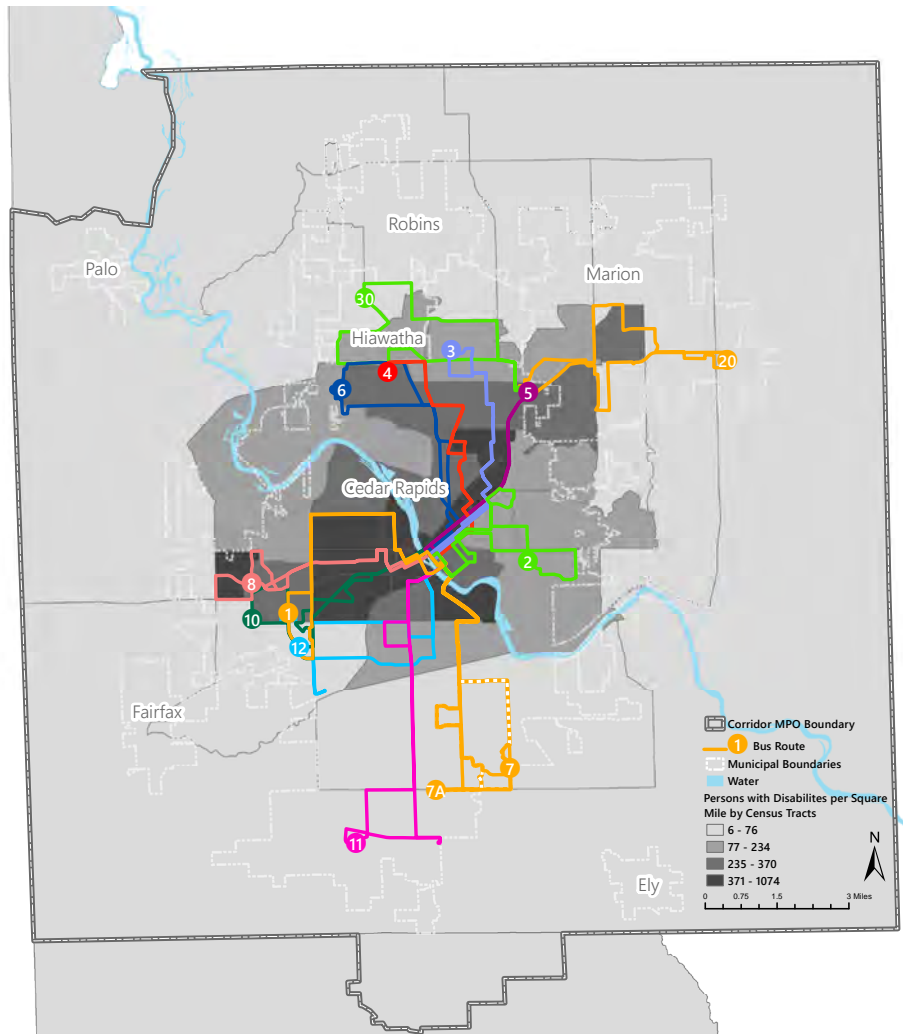 Robins
Palo
Marion
30
Hiawatha
3
20
4
6
5
Cedar Rapids
2
8
1
10
12
Fairfax
7
7A
11
Ely
Corridor MPO Boundary
1 Bus Route
Municipal Boundaries
Water
Persons with Disabilites per Square
Mile by Census Tracts
6 - 76
77 - 234
235 - 370
371 - 1074
N
0 0.75 1.5 3 Miles